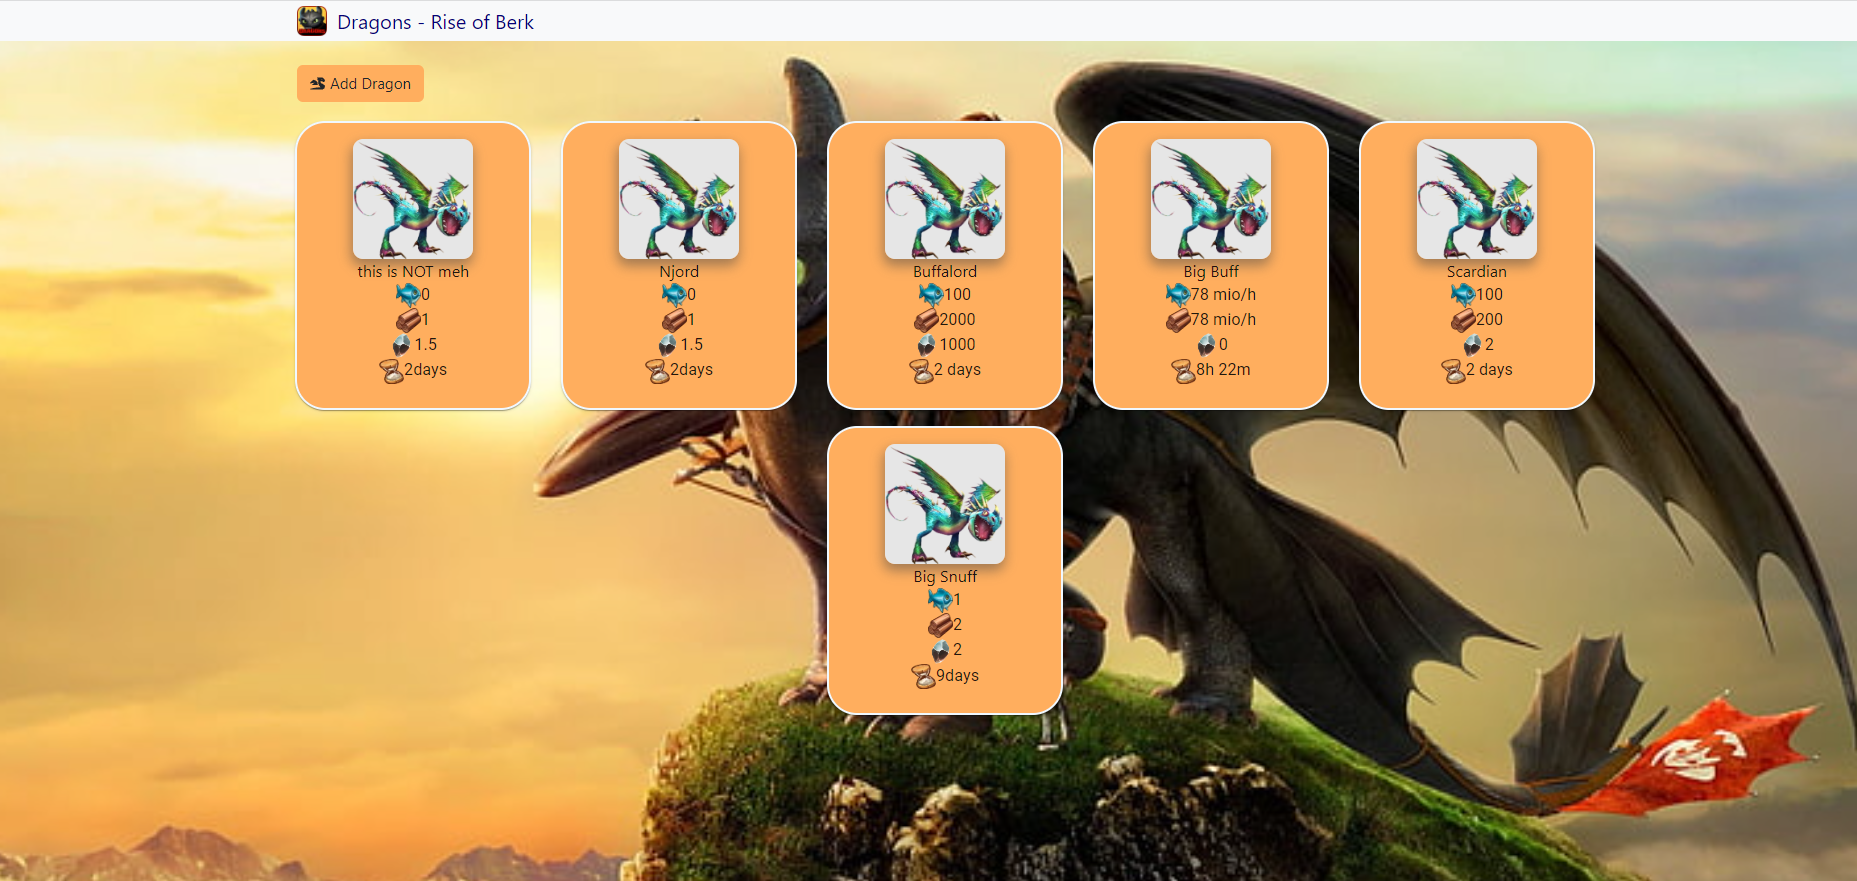 Dragons - Rise of Berk
Add Dragon
this is NOT meh
0
1
1.5
2days
Njord
0
1
1.5
2days
Buffalord
100
2000
1000
2 days
Big Buff
78 mio/h
78 mio/h
0
8h 22m
Scardian
100
200
2
2 days
Big Snuff
1
2
2
9days